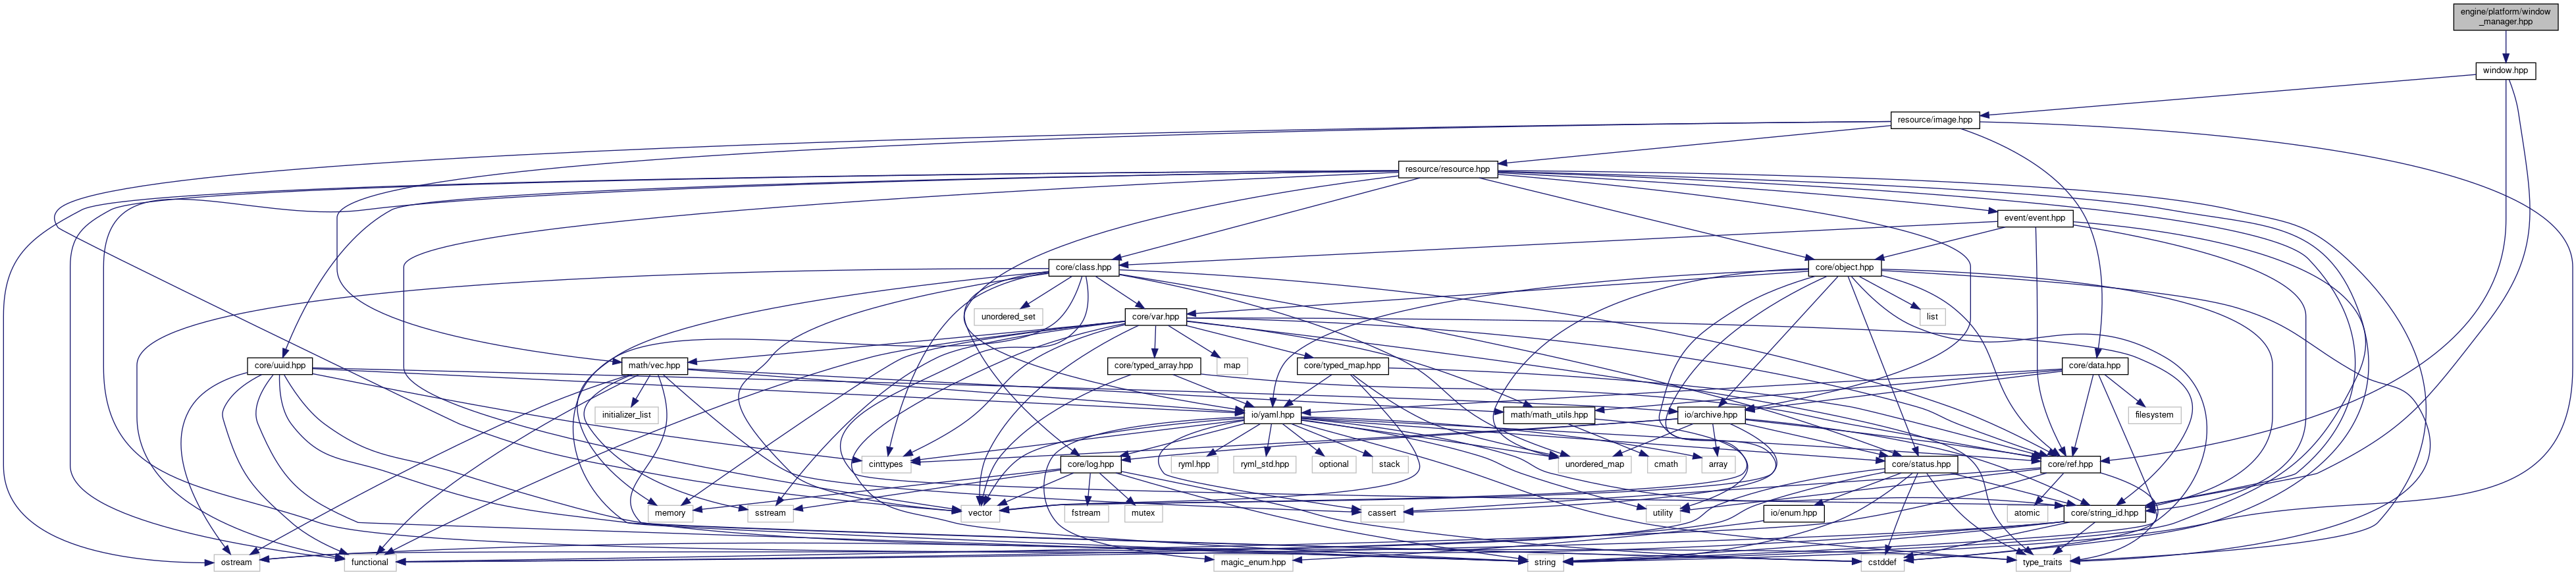 engine/platform/window
_manager.hpp
window.hpp
resource/image.hpp
resource/resource.hpp
event/event.hpp
core/class.hpp
core/object.hpp
unordered_set
core/var.hpp
list
core/uuid.hpp
math/vec.hpp
core/typed_array.hpp
map
core/typed_map.hpp
core/data.hpp
initializer_list
io/yaml.hpp
math/math_utils.hpp
io/archive.hpp
filesystem
cinttypes
core/log.hpp
ryml.hpp
ryml_std.hpp
optional
stack
unordered_map
cmath
array
core/status.hpp
core/ref.hpp
memory
sstream
vector
fstream
mutex
cassert
utility
io/enum.hpp
atomic
core/string_id.hpp
ostream
functional
magic_enum.hpp
string
cstddef
type_traits